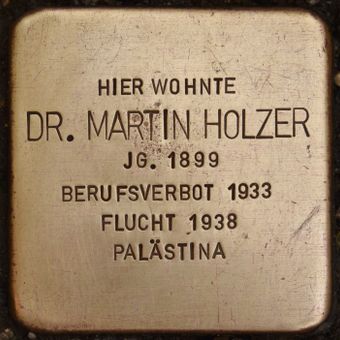 HIER WOHNTE
DR. MARTIN HOLZER
JG. 1899
BERUFSVERBOT 1933
FLUCHT 1938
PALÄSTINA